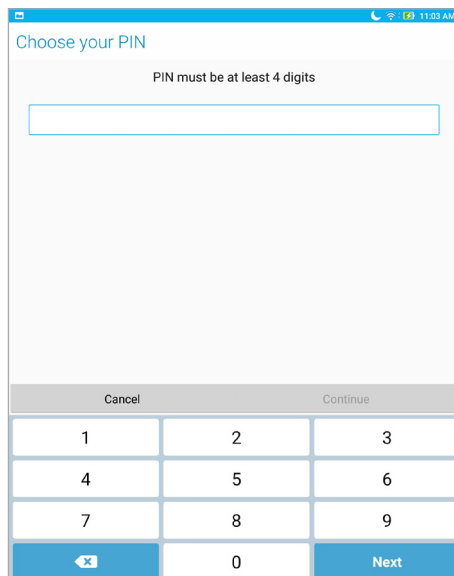 11:03 AM
Choose your PIN
PIN must be at least 4 digits
Cancel Continue
1 2 3
4 5 6
7 8 9
0 Next